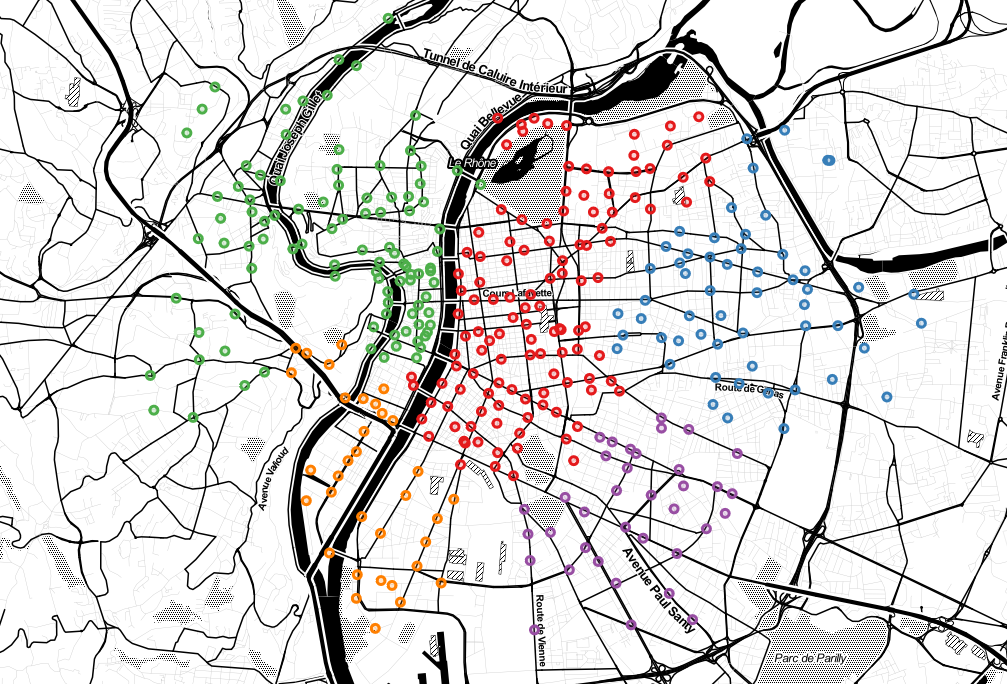 Tunnel de Caluire Intérieur
Quai Bellevue
Quai Joseph Gillet
Le Rhône
Cours Lafayette
Avenue
Route de Genas
Avenue Valioud
Avenue Paul Santy
Route de Vienne
Parc de Parilly